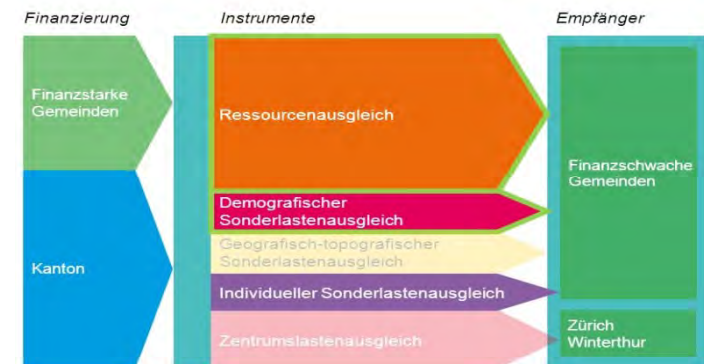 Finanzierung
Instrumente
Empfänger
Finanzstarke
Gemeinden
Kanton
Ressourcenausgleich
Demografischer
Sonderlastenausgleich
Geografisch-topografischer
Sonderlastenausgleich
Individueller Sonderlastenausgleich
Zentrumslastenausgleich
Finanzschwache
Gemeinden
Zürich
Winterthur